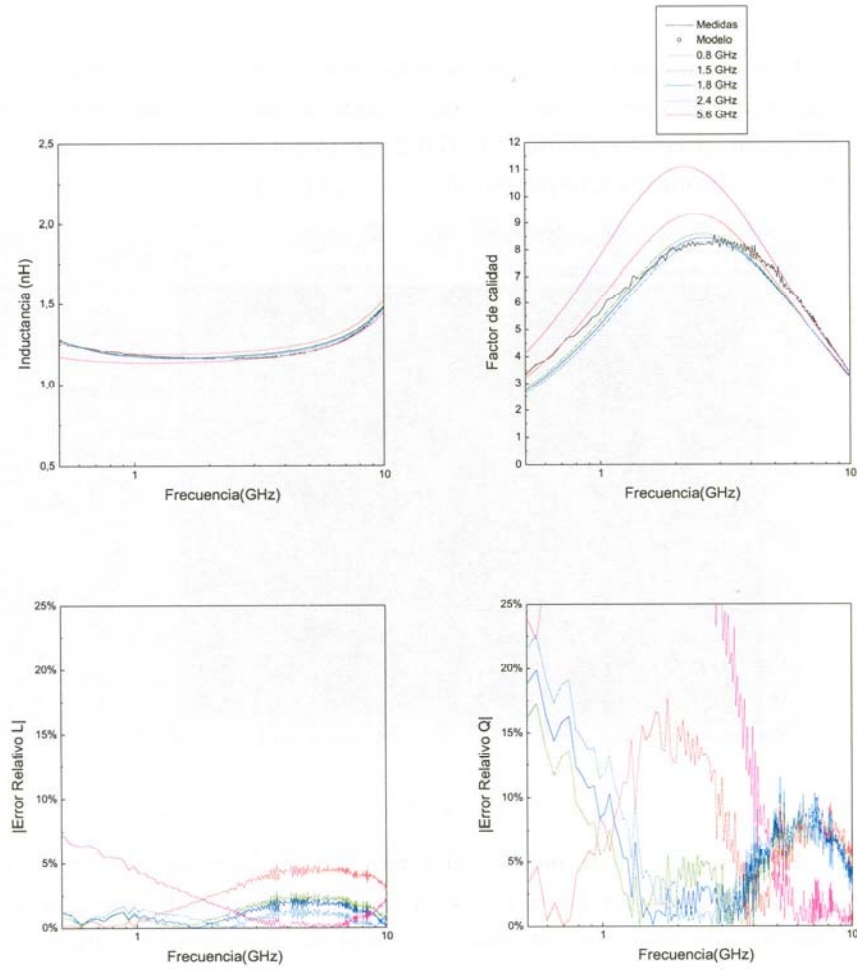 Medidas
Modelo
0.8 GHz
1.5 GHz
1.8 GHz
2.4 GHz
5.6 GHz
2,5
2,0
1,5
1,0
0,5
Inductancia (nH)
1
10
Frecuencia(GHz)
12
11
10
9
8
7
6
5
4
3
2
1
0
Factor de calidad
1
10
Frecuencia(GHz)
25%
20%
15%
10%
5%
0%
|Error Relativo L|
1
10
Frecuencia(GHz)
25%
20%
15%
10%
5%
0%
|Error Relativo Q|
1
10
Frecuencia(GHz)